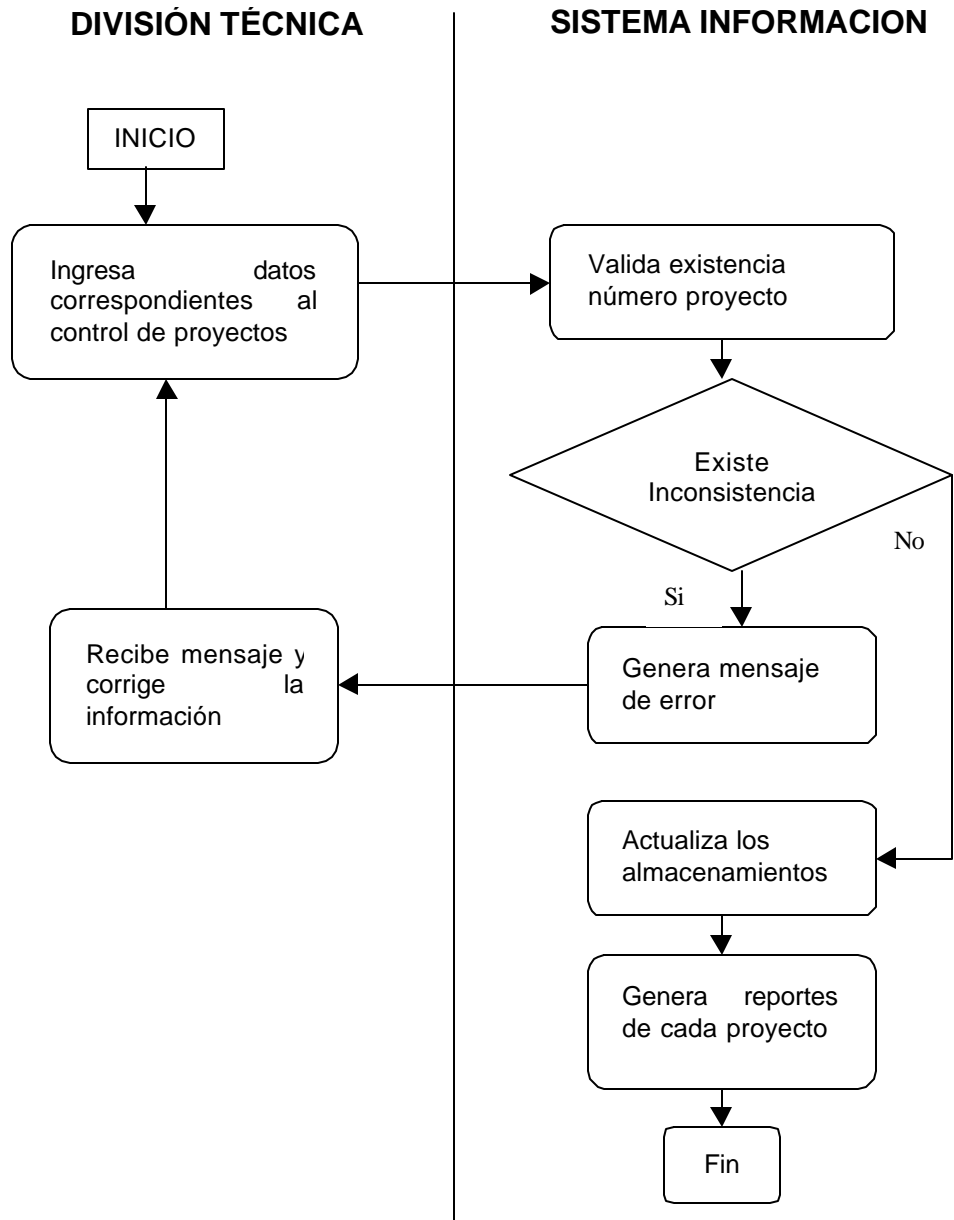 DIVISIÓN TÉCNICA
SISTEMA INFORMACION
INICIO
Ingresa datos
correspondientes al
control de proyectos
Valida existencia
número proyecto
Existe
Inconsistencia
No
Si
Genera mensaje
de error
Recibe mensaje y
corrige la
información
Actualiza los
almacenamientos
Genera reportes
de cada proyecto
Fin